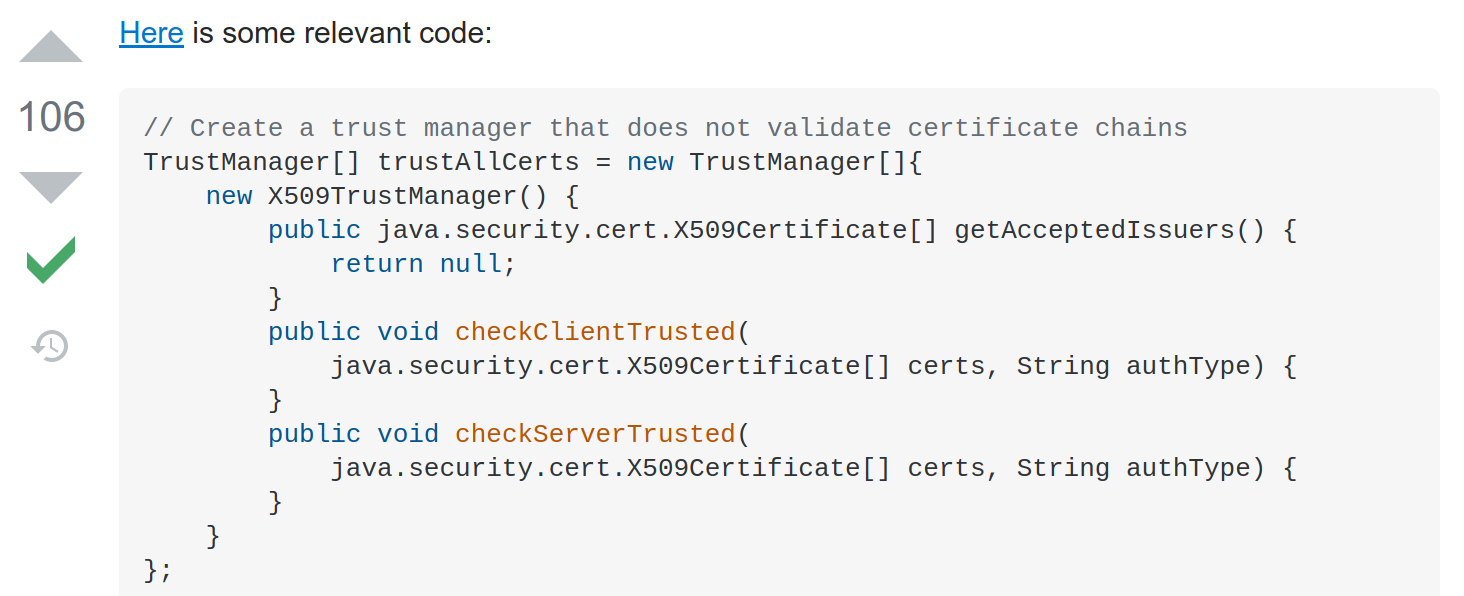 Here is some relevant code:
106
// Create a trust manager that does not validate certificate chains
TrustManager[] trustAllCerts = new TrustManager[]{
    new X509TrustManager() {
        public java.security.cert.X509Certificate[] getAcceptedIssuers() {
            return null;
        }
        public void checkClientTrusted(
            java.security.cert.X509Certificate[] certs, String authType) {
        }
        public void checkServerTrusted(
            java.security.cert.X509Certificate[] certs, String authType) {
        }
    }
};